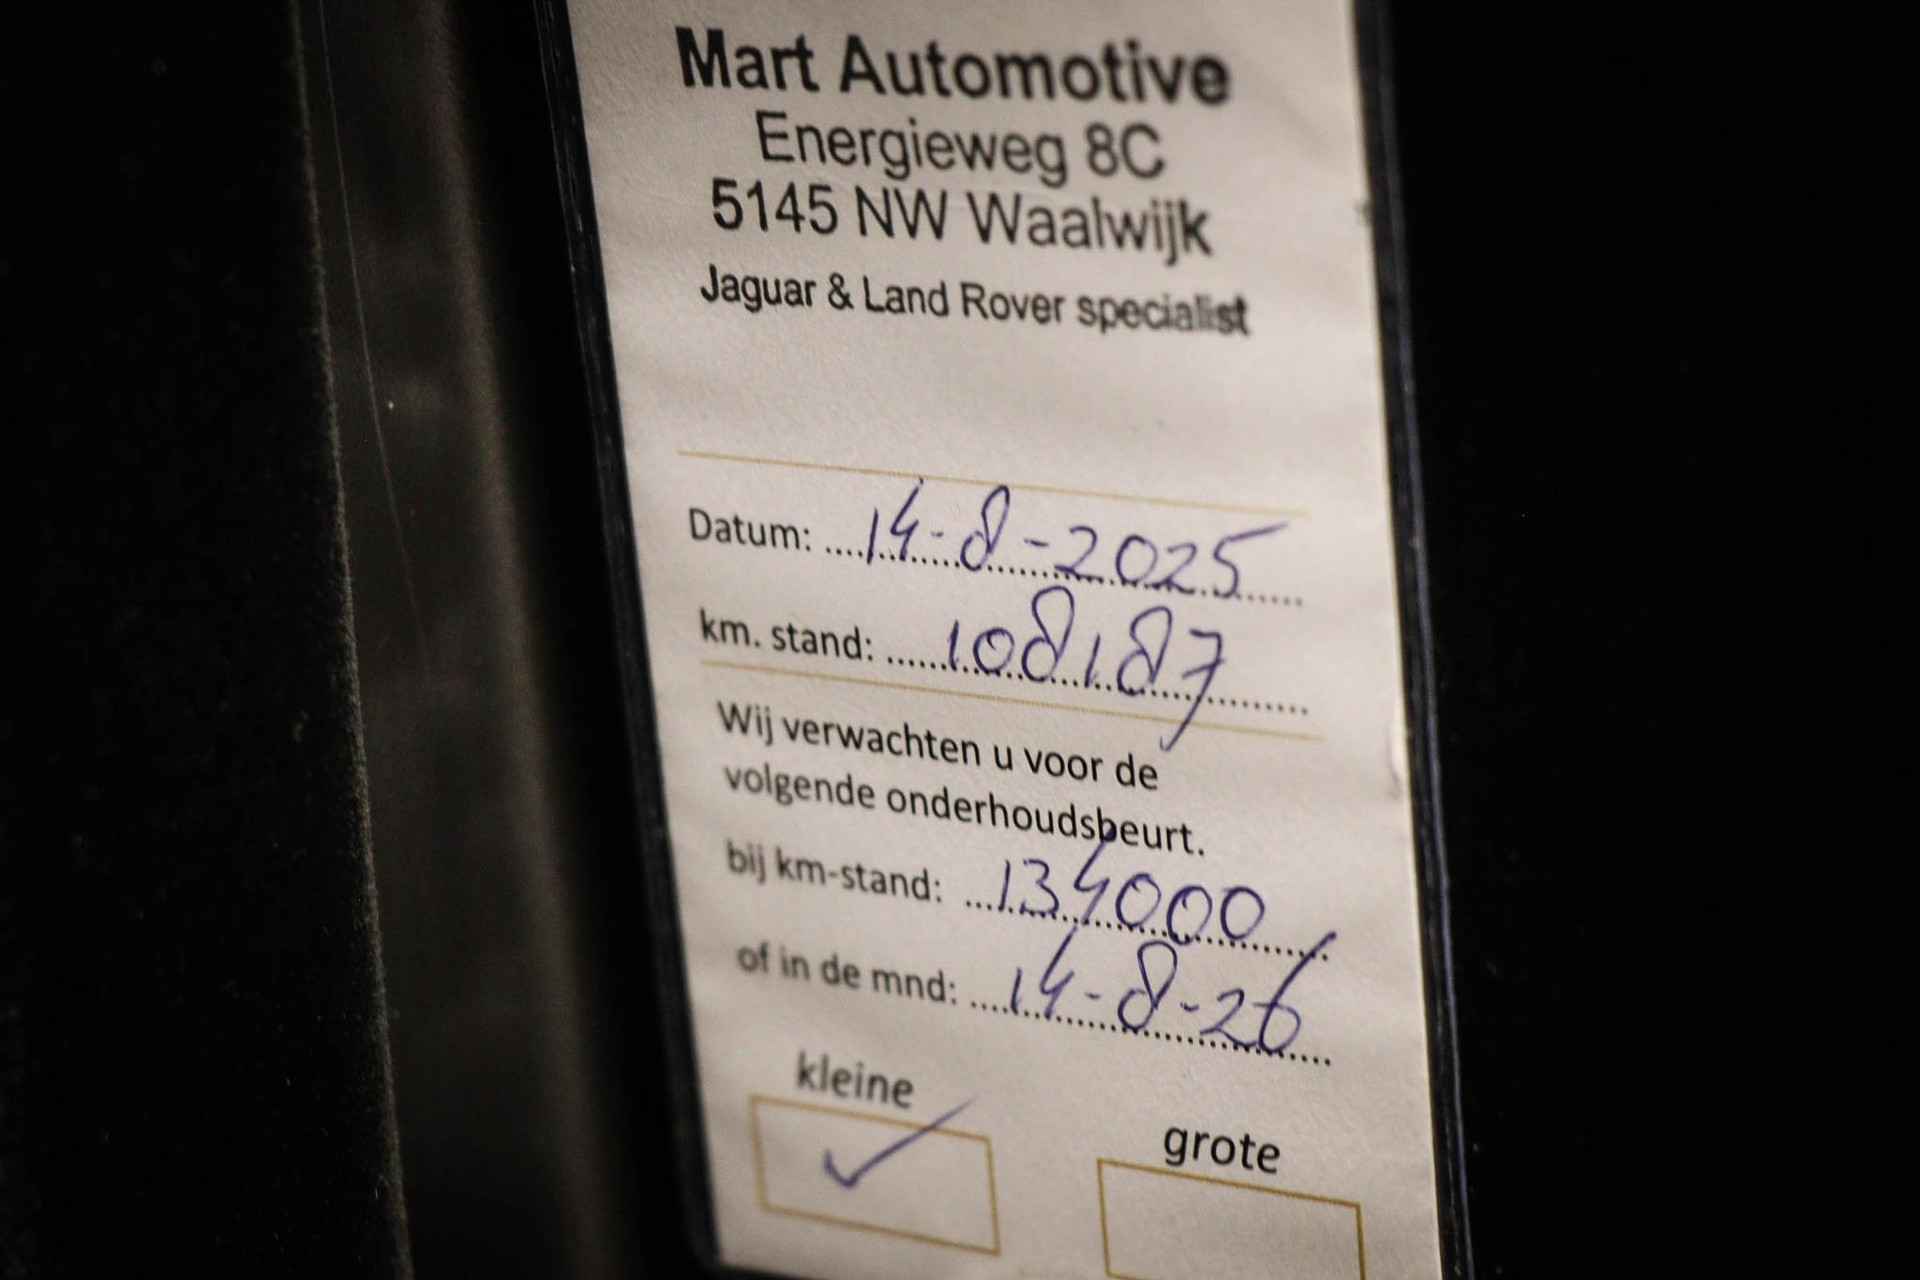 Mart Automotive
Energieweg 8C
5145 NW Waalwijk
Jaguar & Land Rover specialist
Datum: 14-8-2025
km. stand: 108187
Wij verwachten u voor de
volgende onderhoudsbeurt.
bij km-stand: 134000
of in de mnd: 14-8-26
kleine
grote